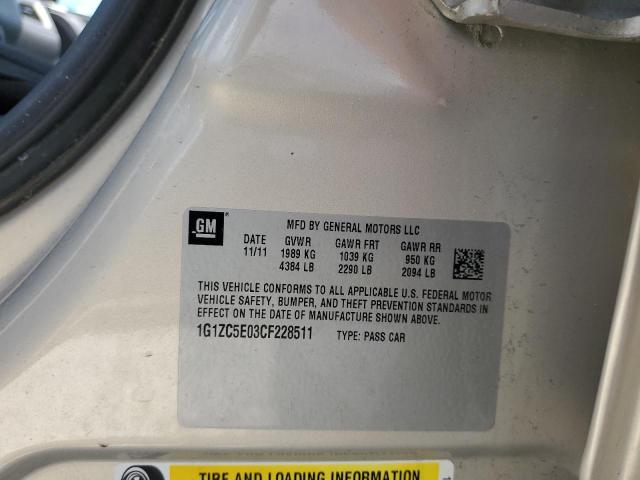 GM
MFD BY GENERAL MOTORS LLC
DATE GVWR GAWR FRT GAWR RR
11/11 1989 KG 1039 KG 950 KG
4384 LB 2290 LB 2094 LB
THIS VEHICLE CONFORMS TO ALL APPLICABLE U.S. FEDERAL MOTOR
VEHICLE SAFETY, BUMPER, AND THEFT PREVENTION STANDARDS IN
EFFECT ON THE DATE OF MANUFACTURE SHOWN ABOVE.
1G1ZC5E03CF228511 TYPE: PASS CAR
TIRE AND LOADING INFORMATION